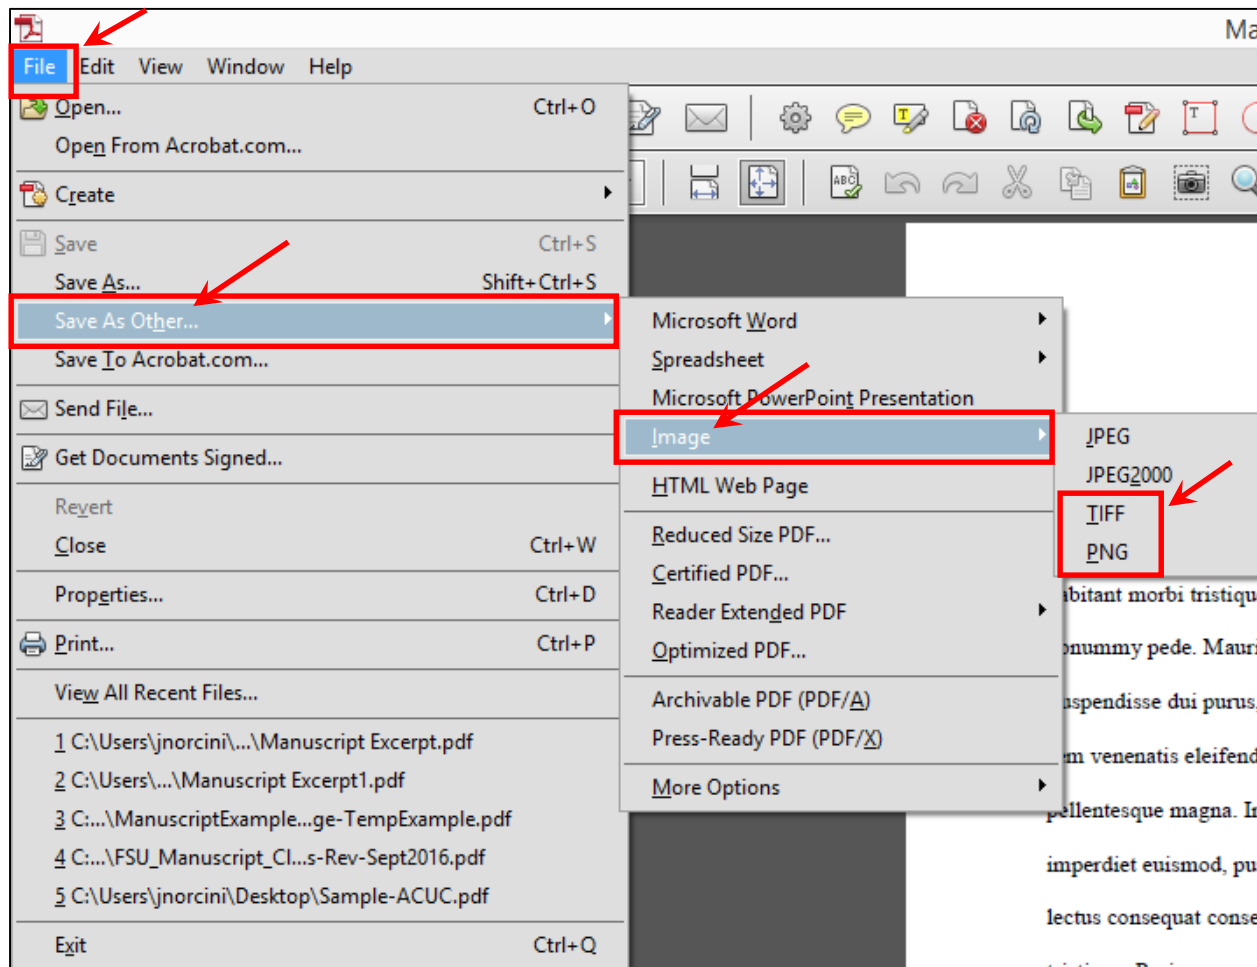 Ma
File Edit View Window Help
Open... Ctrl+O
Open From Acrobat.com...
Create
Save Ctrl+S
Save As... Shift+Ctrl+S
Save As Other...
Save To Acrobat.com...
Send File...
Get Documents Signed...
Revert
Close Ctrl+W
Properties... Ctrl+D
Print... Ctrl+P
View All Recent Files...
1 C:\Users\jnorcini\...\Manuscript Excerpt.pdf
2 C:\Users\...\Manuscript Excerpt1.pdf
3 C:...\ManuscriptExample...ge-TempExample.pdf
4 C:...\FSU_Manuscript_Cl...s-Rev-Sept2016.pdf
5 C:\Users\jnorcini\Desktop\Sample-ACUC.pdf
Exit Ctrl+Q
Microsoft Word
Spreadsheet
Microsoft PowerPoint Presentation
Image
HTML Web Page
Reduced Size PDF...
Certified PDF...
Reader Extended PDF
Optimized PDF...
Archivable PDF (PDF/A)
Press-Ready PDF (PDF/X)
More Options
JPEG
JPEG2000
TIFF
PNG
T
T
ABC
abitant morbi tristiqu
onummy pede. Mauri
uspendisse dui purus,
em venenatis eleifend
pellentesque magna. In
imperdiet euismod, pu
lectus consequat conse